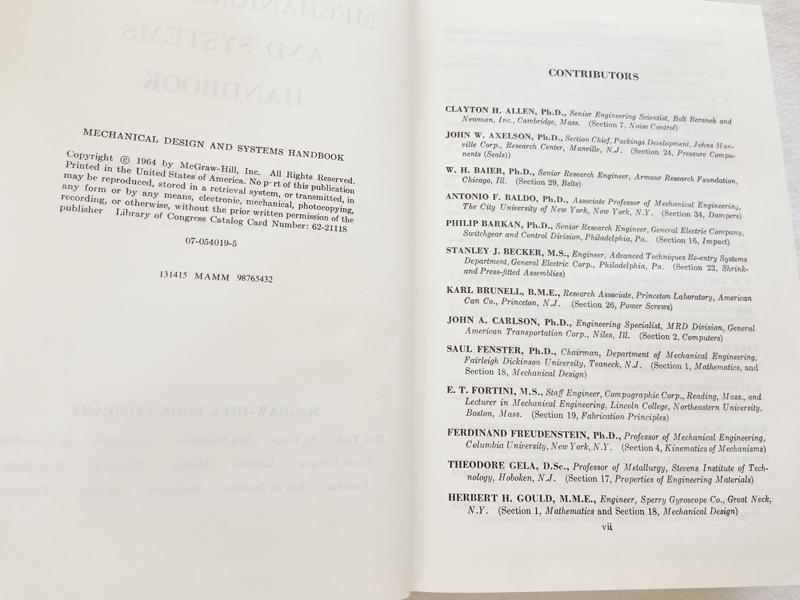 MECHANICAL DESIGN AND SYSTEMS HANDBOOK
Copyright © 1964 by McGraw-Hill, Inc. All Rights Reserved.
Printed in the United States of America. No p rt of this publication
may be reproduced, stored in a retrieval system, or transmitted, in
any form or by any means, electronic, mechanical, photocopying,
recording, or otherwise, without the prior written permission of the
publisher Library of Congress Catalog Card Number: 62-21118
07-054019-5
131415 MAMM 98765432
CONTRIBUTORS
CLAYTON H. ALLEN, Ph.D., Senior Engineering Scientist, Bolt Beranek and
Newman, Inc., Cambridge, Mass. (Section 7, Noise Control)
JOHN W. AXELSON, Ph.D., Section Chief, Packings Development, Johns Man-
ville Corp., Research Center, Manville, N.J. (Section 24, Pressure Compo-
nents (Seals))
W. H. BAIER, Ph.D., Senior Research Engineer, Armour Research Foundation,
Chicago, Ill. (Section 29, Belts)
ANTONIO F. BALDO, Ph.D., Associate Professor of Mechanical Engineering,
The City University of New York, New York, N.Y. (Section 34, Dampers)
PHILIP BARKAN, Ph.D., Senior Research Engineer, General Electric Company,
Switchgear and Control Division, Philadelphia, Pa. (Section 16, Impact)
STANLEY J. BECKER, M.S., Engineer, Advanced Techniques Re-entry Systems
Department, General Electric Corp., Philadelphia, Pa. (Section 23, Shrink-
and Press-fitted Assemblies)
KARL BRUNELL, B.M.E., Research Associate, Princeton Laboratory, American
Can Co., Princeton, N.J. (Section 26, Power Screws)
JOHN A. CARLSON, Ph.D., Engineering Specialist, MRD Division, General
American Transportation Corp., Niles, Ill. (Section 2, Computers)
SAUL FENSTER, Ph.D., Chairman, Department of Mechanical Engineering,
Fairleigh Dickinson University, Teaneck, N.J. (Section 1, Mathematics, and
Section 18, Mechanical Design)
E. T. FORTINI, M.S., Staff Engineer, Compugraphic Corp., Reading, Mass., and
Lecturer in Mechanical Engineering, Lincoln College, Northeastern University,
Boston, Mass. (Section 19, Fabrication Principles)
FERDINAND FREUDENSTEIN, Ph.D., Professor of Mechanical Engineering,
Columbia University, New York, N.Y. (Section 4, Kinematics of Mechanisms)
THEODORE GELA, D.Sc., Professor of Metallurgy, Stevens Institute of Tech-
nology, Hoboken, N.J. (Section 17, Properties of Engineering Materials)
HERBERT H. GOULD, M.M.E., Engineer, Sperry Gyroscope Co., Great Neck,
N.Y. (Section 1, Mathematics and Section 18, Mechanical Design)
vii